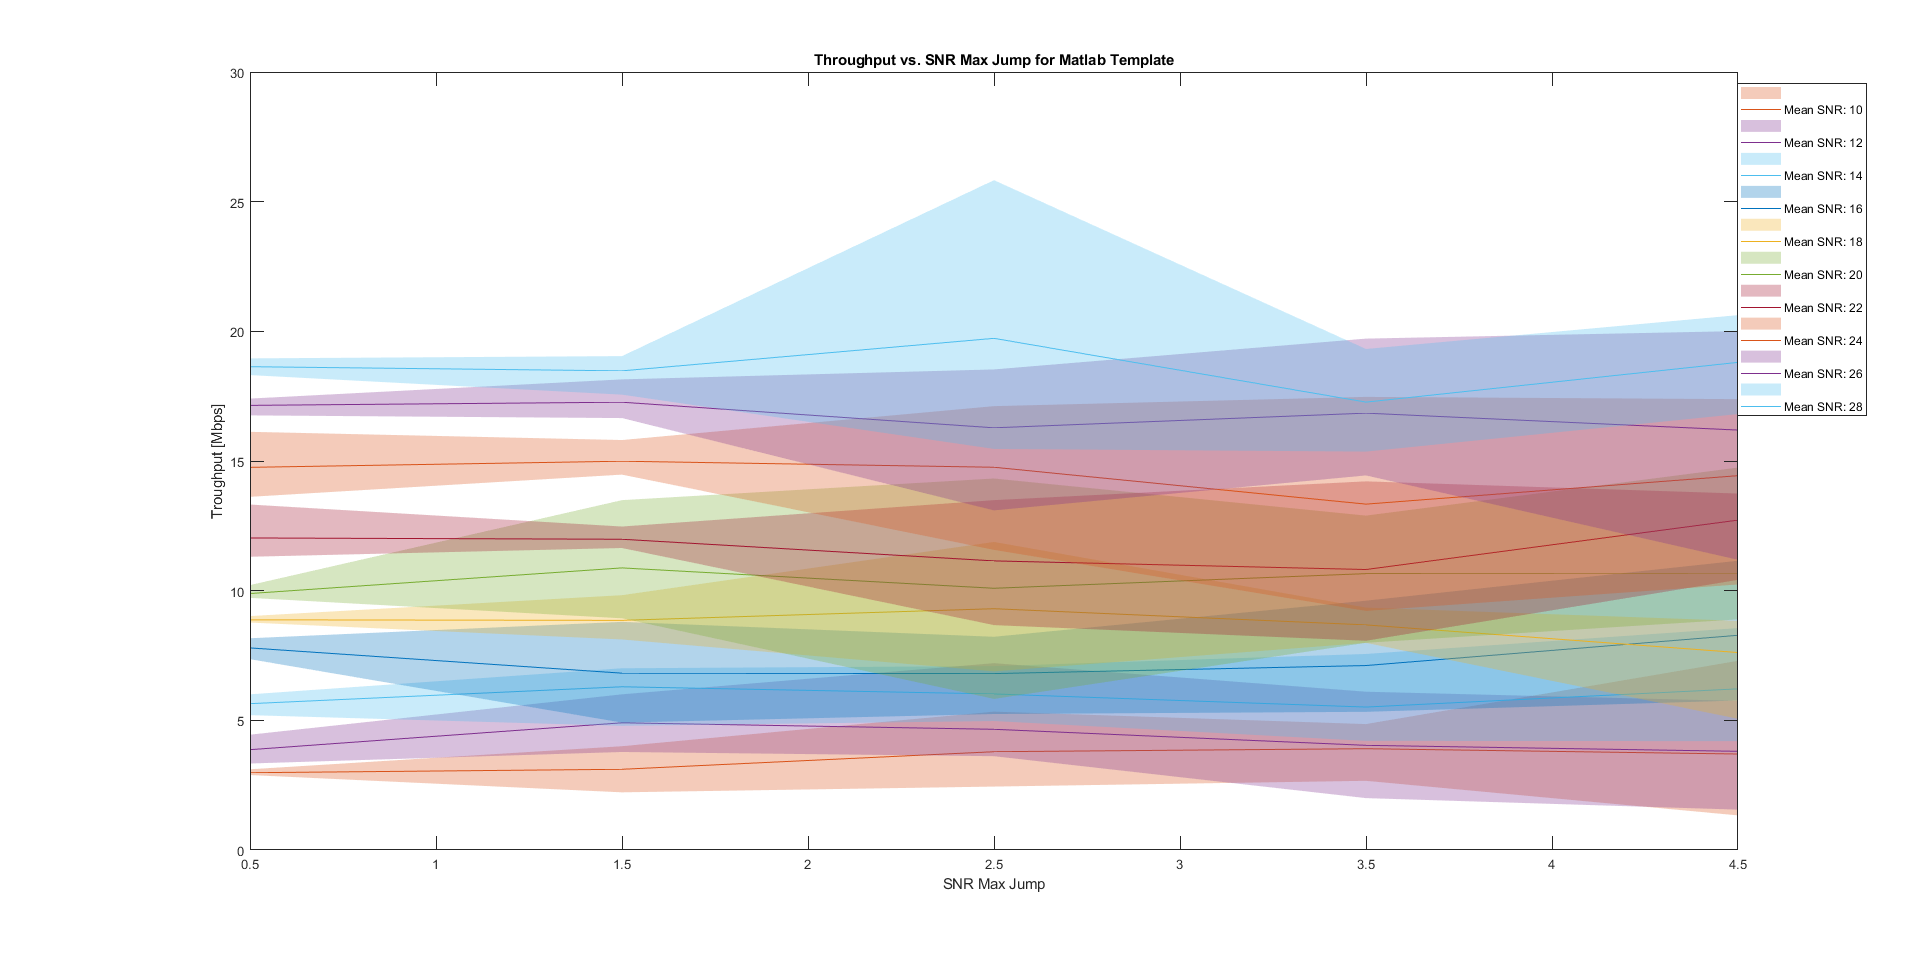 Throughput vs. SNR Max Jump for Matlab Template
30
25
20
15
10
5
0
Troughput [Mbps]
0.5
1
1.5
2
2.5
3
3.5
4
4.5
SNR Max Jump
Mean SNR: 10
Mean SNR: 12
Mean SNR: 14
Mean SNR: 16
Mean SNR: 18
Mean SNR: 20
Mean SNR: 22
Mean SNR: 24
Mean SNR: 26
Mean SNR: 28